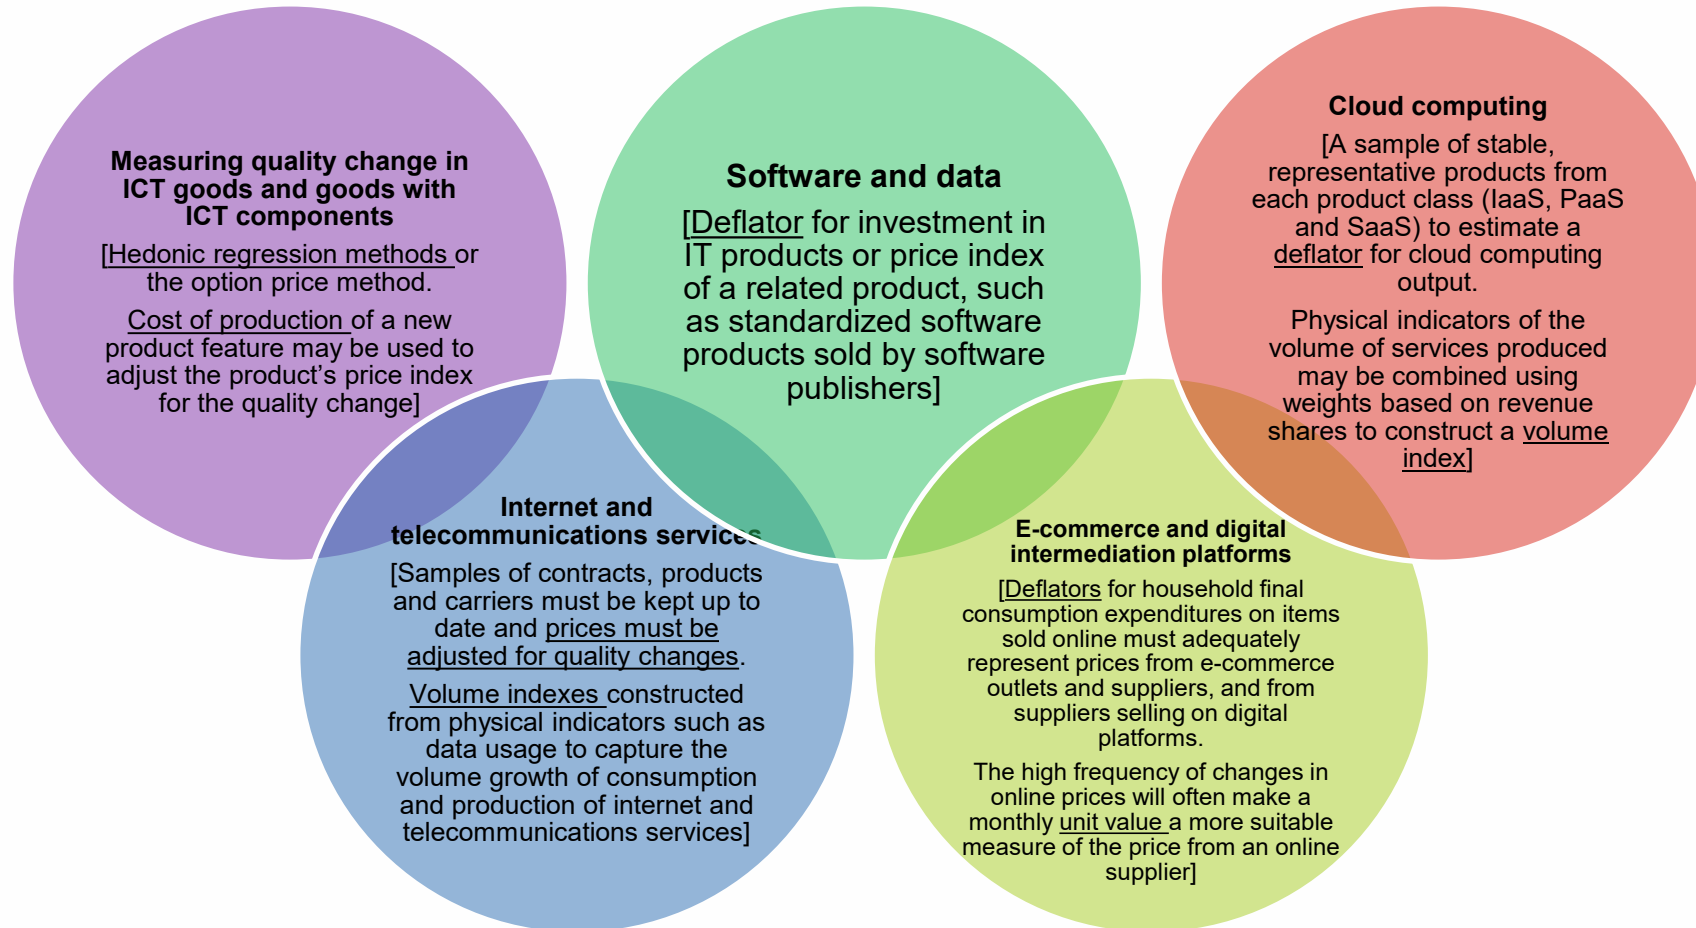 Measuring quality change in
ICT goods and goods with
ICT components
[Hedonic regression methods or
the option price method.
Cost of production of a new
product feature may be used to
adjust the product's price index
for the quality change]
Internet and
telecommunications services
[Samples of contracts, products
and carriers must be kept up to
date and prices must be
adjusted for quality changes.
Volume indexes constructed
from physical indicators such as
data usage to capture the
volume growth of consumption
and production of internet and
telecommunications services]
Software and data
[Deflator for investment in
IT products or price index
of a related product, such
as standardized software
products sold by software
publishers]
E-commerce and digital
intermediation platforms
[Deflators for household final
consumption expenditures on items
sold online must adequately
represent prices from e-commerce
outlets and suppliers, and from
suppliers selling on digital
platforms.
The high frequency of changes in
online prices will often make a
monthly unit value a more suitable
measure of the price from an online
supplier]
Cloud computing
[A sample of stable,
representative products from
each product class (IaaS, PaaS
and SaaS) to estimate a
deflator for cloud computing
output.
Physical indicators of the
volume of services produced
may be combined using
weights based on revenue
shares to construct a volume
index]